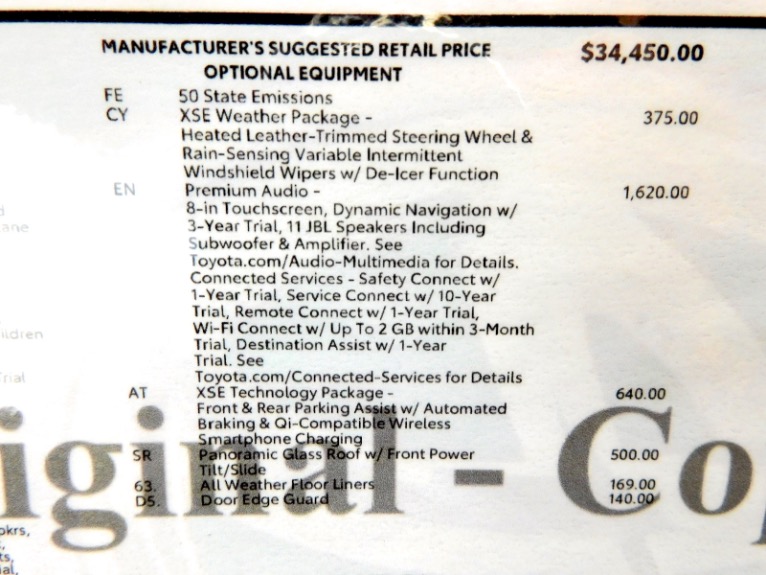 MANUFACTURER'S SUGGESTED RETAIL PRICE $34,450.00
OPTIONAL EQUIPMENT
FE 50 State Emissions
CY XSE Weather Package - 375.00
Heated Leather-Trimmed Steering Wheel &
Rain-Sensing Variable Intermittent
Windshield Wipers w/ De-Icer Function
EN Premium Audio - 1,620.00
8-in Touchscreen, Dynamic Navigation w/
3-Year Trial, 11 JBL Speakers Including
Subwoofer & Amplifier. See
Toyota.com/Audio-Multimedia for Details.
Connected Services - Safety Connect w/
1-Year Trial, Service Connect w/ 10-Year
Trial, Remote Connect w/ 1-Year Trial,
Wi-Fi Connect w/ Up To 2 GB within 3-Month
Trial, Destination Assist w/ 1-Year
Trial. See
Toyota.com/Connected-Services for Details
AT XSE Technology Package - 640.00
Front & Rear Parking Assist w/ Automated
Braking & Qi-Compatible Wireless
Smartphone Charging
SR Panoramic Glass Roof w/ Front Power 500.00
Tilt/Slide
63. All Weather Floor Liners 169.00
D5. Door Edge Guard 140.00
iginal - Co